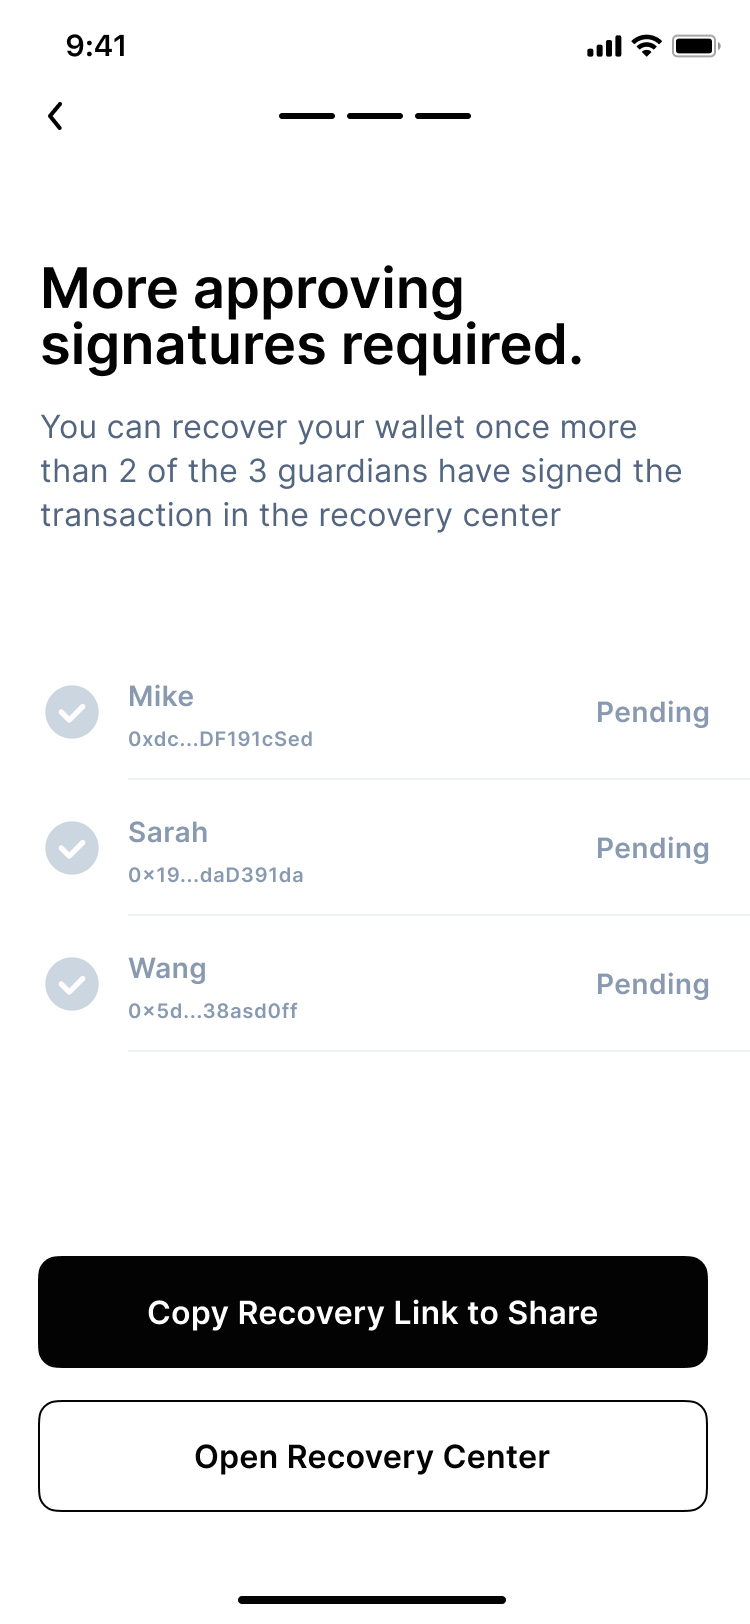 9:41
More approving
signatures required.
You can recover your wallet once more
than 2 of the 3 guardians have signed the
transaction in the recovery center
Mike
0xdc...DF191cSed
Pending
Sarah
0×19...daD391da
Pending
Wang
0×5d...38asd0ff
Pending
Copy Recovery Link to Share
Open Recovery Center